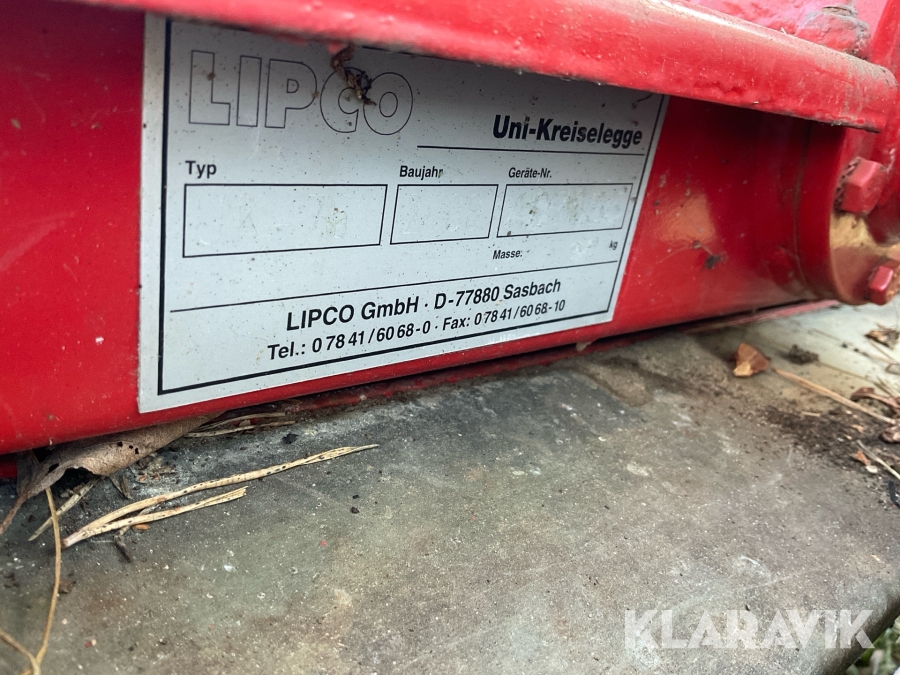 LIPCO
Uni-Kreiselegge
Typ Baujahr Geräte-Nr.
Masse: kg
LIPCO GmbH · D-77880 Sasbach
Tel.: 0 78 41/60 68-0 · Fax: 0 78 41/60 68-10
KLARAVIK